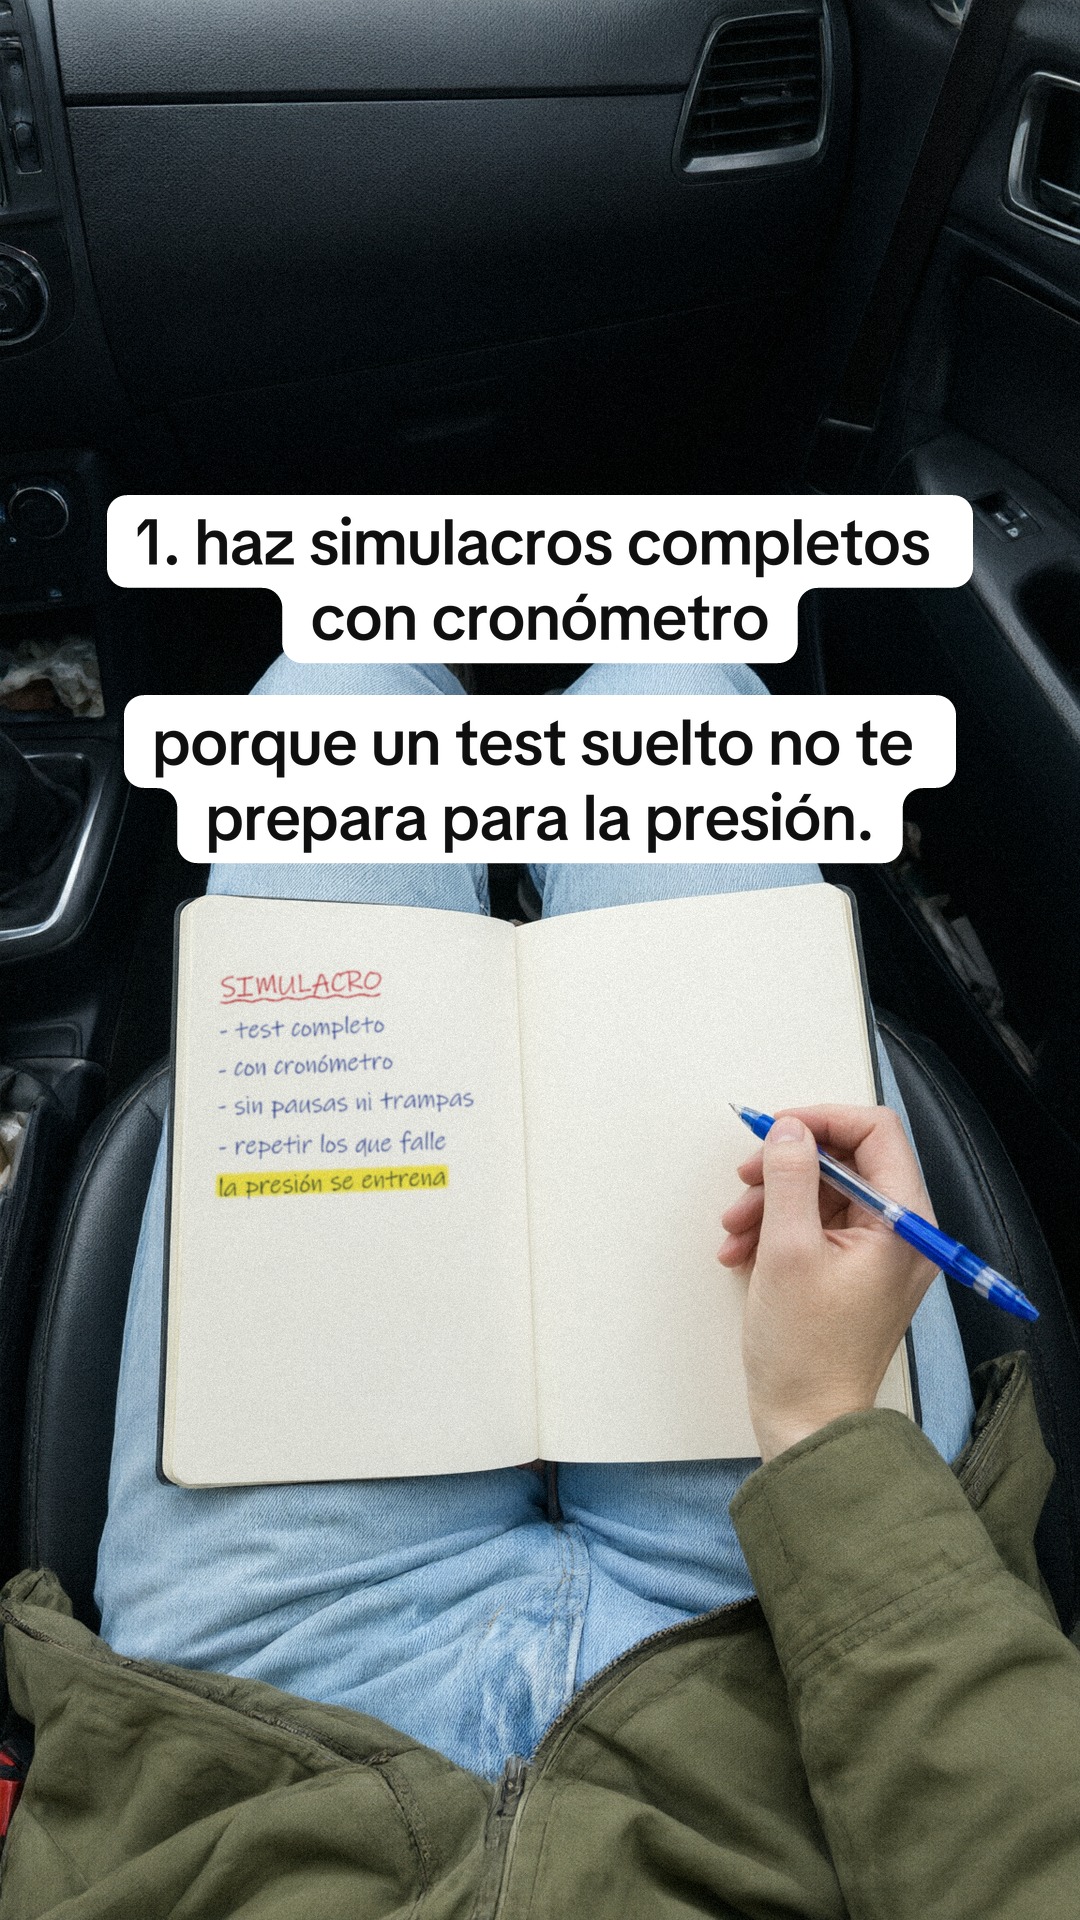 1. haz simulacros completos
con cronómetro
porque un test suelto no te
prepara para la presión.
SIMULACRO
- test completo
- con cronómetro
- sin pausas ni trampas
- repetir los que falle
la presión se entrena